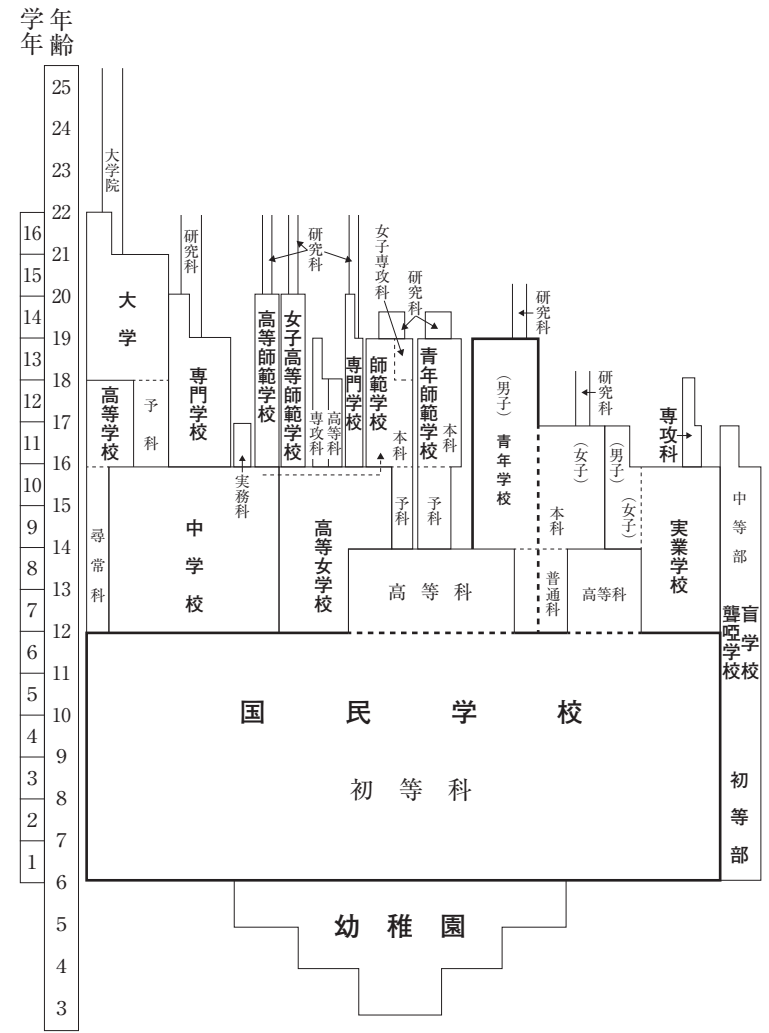 学年
年齢
25
24
23
22
21
20
19
18
17
16
15
14
13
12
11
10
9
8
7
6
5
4
3
16
15
14
13
12
11
10
9
8
7
6
5
4
3
2
1
大学院
大学
高等学校
予科
尋常科
研究科
専門学校
実務科
中学校
高等師範学校
女子高等師範学校
研究科
専攻科
高等科
専門学校
高等女学校
女子専攻科
師範学校
本科
予科
研究科
青年師範学校
本科
予科
高等科
研究科
（男子）青年学校
研究科
（女子）
本科
普通科
（男子）
（女子）
高等科
専攻科
実業学校
中等部
盲学校
聾啞学校
初等部
国民学校
初等科
幼稚園